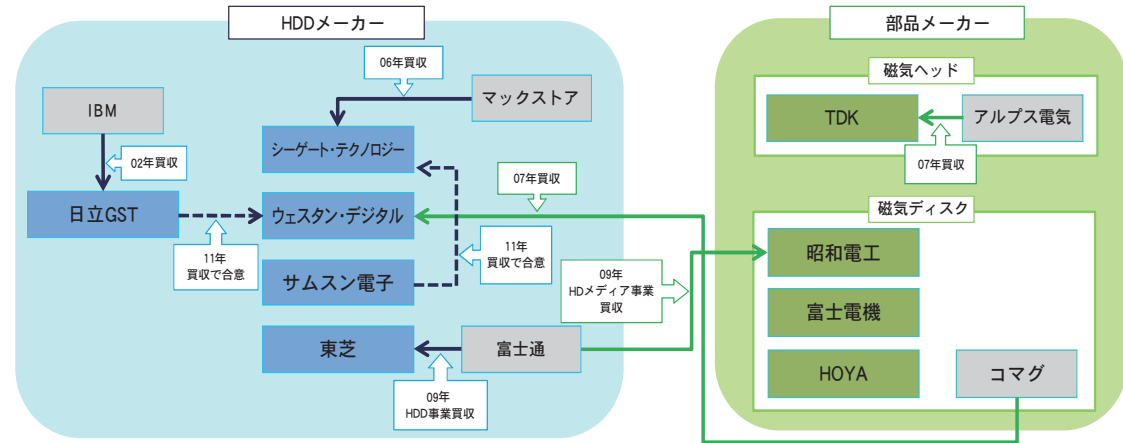 HDDメーカー
06年買収
マックストア
IBM
シーゲート・テクノロジー
02年買収
07年買収
日立GST
ウェスタン・デジタル
11年
買収で合意
11年
買収で合意
サムスン電子
東芝
富士通
09年
HDD事業買収
09年
HDメディア事業
買収
部品メーカー
磁気ヘッド
TDK
アルプス電気
07年買収
磁気ディスク
昭和電工
富士電機
HOYA
コマグ